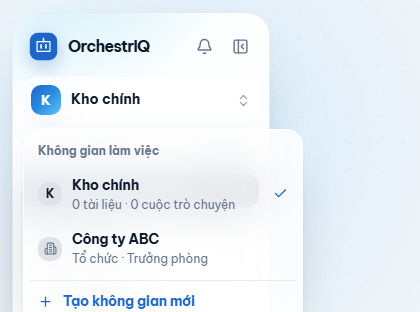 OrchestrIQ
K Kho chính
Không gian làm việc
K Kho chính
0 tài liệu · 0 cuộc trò chuyện
Công ty ABC
Tổ chức · Trưởng phòng
+ Tạo không gian mới